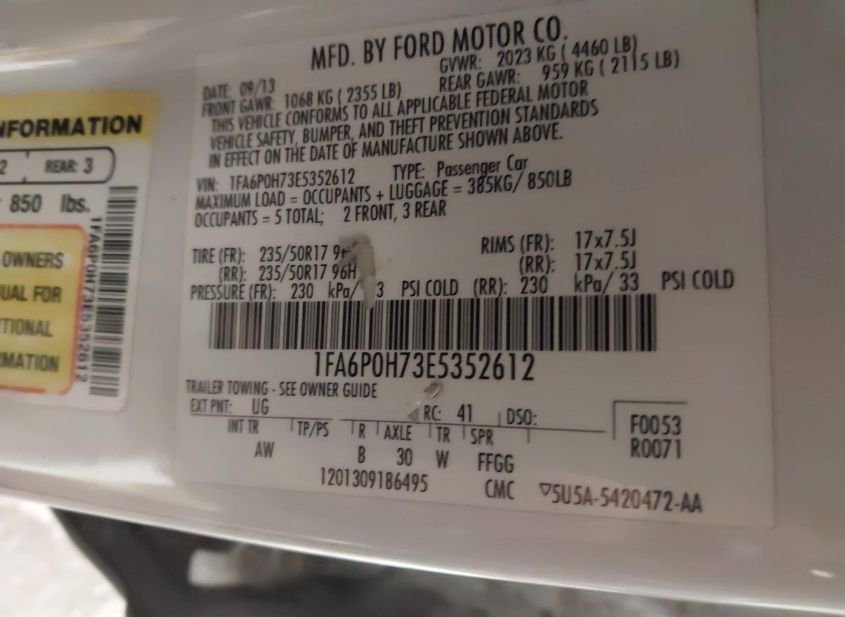 MFD. BY FORD MOTOR CO.
DATE: 09/13 GVWR: 2023 KG ( 4460 LB)
FRONT GAWR: 1068 KG ( 2355 LB) REAR GAWR: 959 KG ( 2115 LB)
THIS VEHICLE CONFORMS TO ALL APPLICABLE FEDERAL MOTOR
VEHICLE SAFETY, BUMPER, AND THEFT PREVENTION STANDARDS
IN EFFECT ON THE DATE OF MANUFACTURE SHOWN ABOVE.
VIN: 1FA6P0H73E5352612 TYPE: Passenger Car
MAXIMUM LOAD = OCCUPANTS + LUGGAGE = 385KG/ 850LB
OCCUPANTS = 5 TOTAL; 2 FRONT, 3 REAR
TIRE (FR): 235/50R17 RIMS (FR): 17x7.5J
(RR): 235/50R17 96H (RR): 17x7.5J
PRESSURE (FR): 230 kPa/ 3 PSI COLD (RR): 230 kPa/ 33 PSI COLD
1FA6P0H73E5352612
TRAILER TOWING - SEE OWNER GUIDE
EXT PNT: UG RC: 41 DSO: F0053
INT TR TP/PS R AXLE TR SPR R0071
AW B 30 W FFGG
1201309186495 CMC ▽5U5A-5420472-AA
NFORMATION
2 REAR: 3
850 lbs.
OWNERS
UAL FOR
TIONAL
MATION
1FA6P0H73E5352612